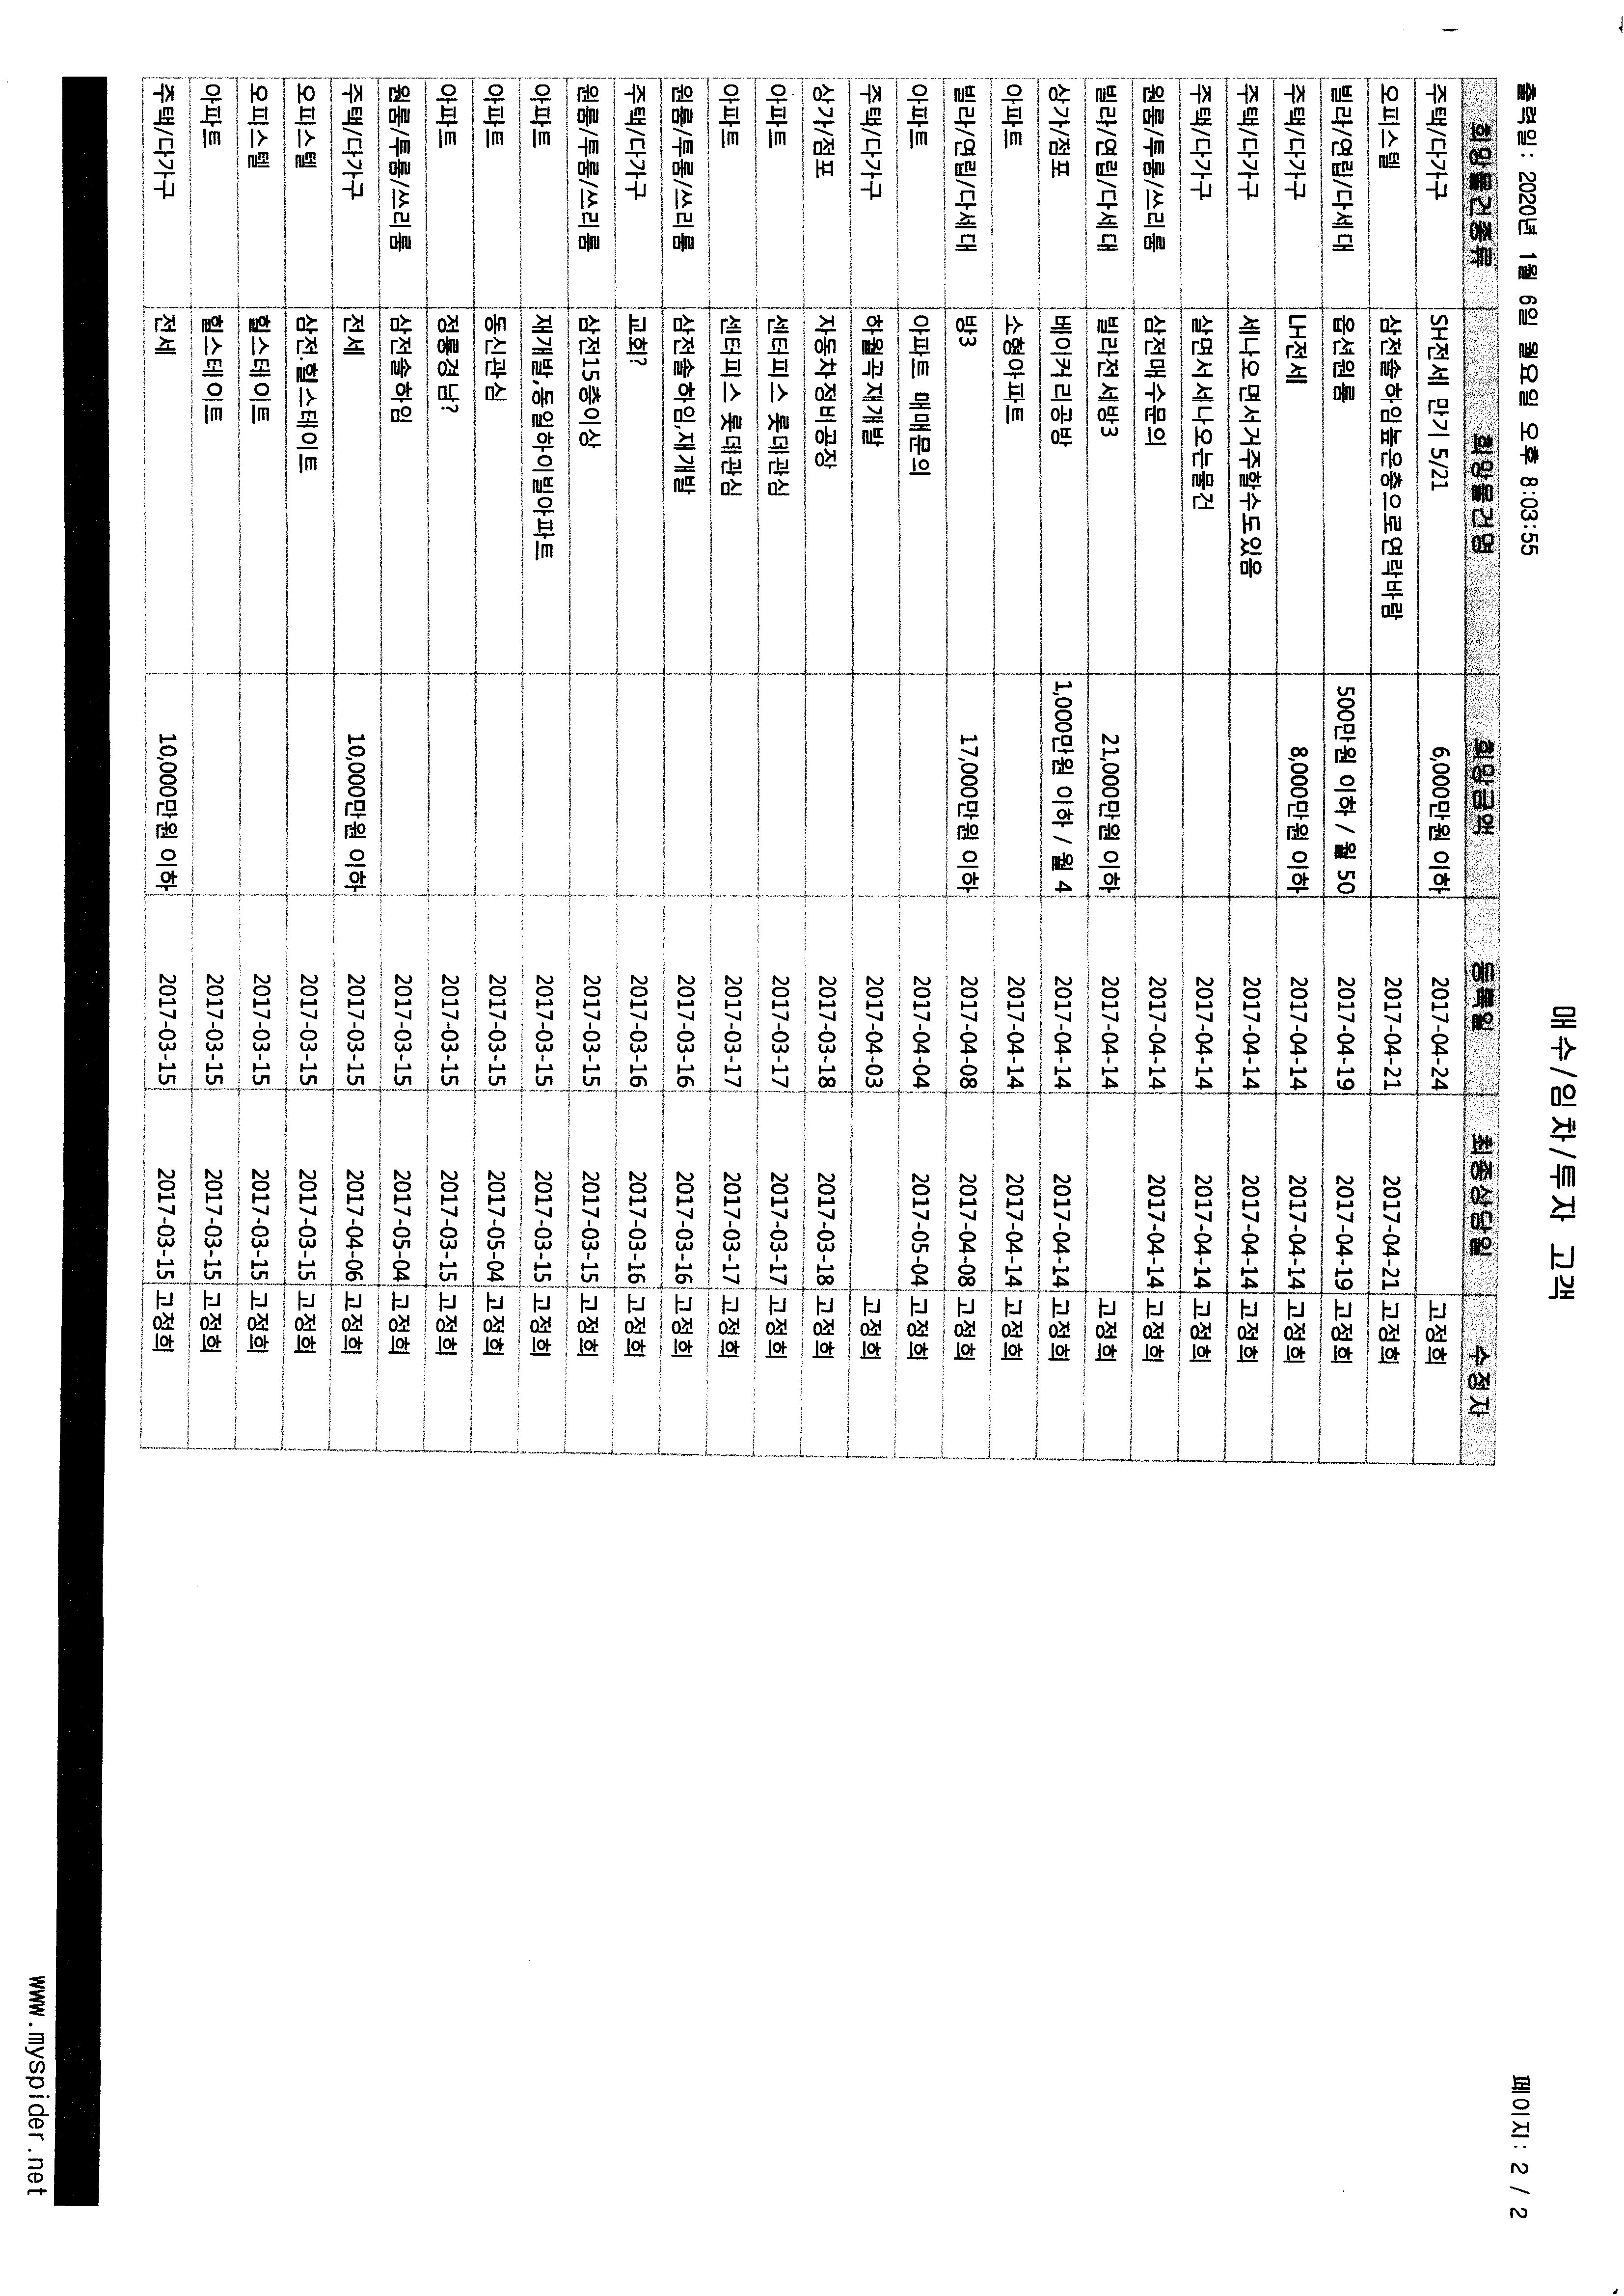 매수/임차/투자 고객
출력일: 2020년 1월 6일 월요일 오후 8:03:55
페이지: 2 / 2
희망물건종류 희망물건명 희망금액 등록일 최종상담일 수정자
주택/다가구 SH전세 만기 5/21 6,000만원 이하 2017-04-24 고정희
오피스텔 삼전솔하임높은층으로연락바람 2017-04-21 2017-04-21 고정희
빌라/연립/다세대 옵션원룸 500만원 이하 / 월 50 2017-04-19 2017-04-19 고정희
주택/다가구 LH전세 8,000만원 이하 2017-04-14 2017-04-14 고정희
주택/다가구 세나오면서거주할수도있음 2017-04-14 2017-04-14 고정희
주택/다가구 살면서세나오는물건 2017-04-14 2017-04-14 고정희
원룸/투룸/쓰리룸 삼전매수문의 2017-04-14 2017-04-14 고정희
빌라/연립/다세대 빌라전세방3 21,000만원 이하 2017-04-14 고정희
상가/점포 베이커리공방 1,000만원 이하 / 월 4 2017-04-14 2017-04-14 고정희
아파트 소형아파트 2017-04-14 2017-04-14 고정희
빌라/연립/다세대 방3 17,000만원 이하 2017-04-08 2017-04-08 고정희
아파트 아파트 매매문의 2017-04-04 2017-05-04 고정희
주택/다가구 하월곡재개발 2017-04-03 고정희
상가/점포 자동차정비공장 2017-03-18 2017-03-18 고정희
아파트 센터피스 롯데관심 2017-03-17 2017-03-17 고정희
아파트 센터피스 롯데관심 2017-03-17 2017-03-17 고정희
원룸/투룸/쓰리룸 삼전솔하임,재개발 2017-03-16 2017-03-16 고정희
주택/다가구 교회? 2017-03-16 2017-03-16 고정희
원룸/투룸/쓰리룸 삼전15층이상 2017-03-15 2017-03-15 고정희
아파트 재개발,동일하이빌아파트 2017-03-15 2017-03-15 고정희
아파트 동신관심 2017-03-15 2017-05-04 고정희
아파트 정릉경남? 2017-03-15 2017-03-15 고정희
원룸/투룸/쓰리룸 삼전솔하임 2017-03-15 2017-05-04 고정희
주택/다가구 전세 10,000만원 이하 2017-03-15 2017-04-06 고정희
오피스텔 삼전.힐스테이트 2017-03-15 2017-03-15 고정희
오피스텔 힐스테이트 2017-03-15 2017-03-15 고정희
아파트 힐스테이트 2017-03-15 2017-03-15 고정희
주택/다가구 전세 10,000만원 이하 2017-03-15 2017-03-15 고정희
www.myspider.net